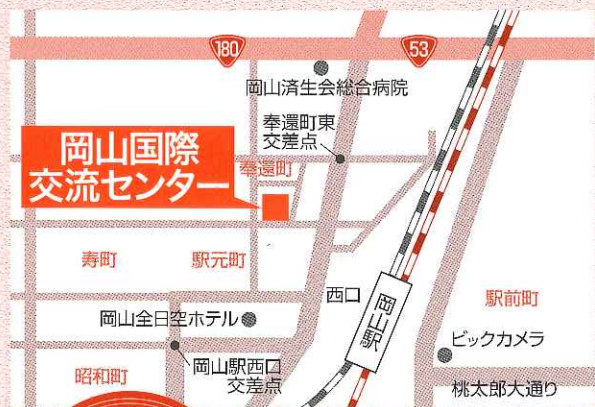 180
53
岡山済生会総合病院
奉還町東
交差点
岡山国際
交流センター
奉還町
寿町
駅元町
西口
岡山駅
駅前町
岡山全日空ホテル
ビックカメラ
岡山駅西口
交差点
昭和町
桃太郎大通り